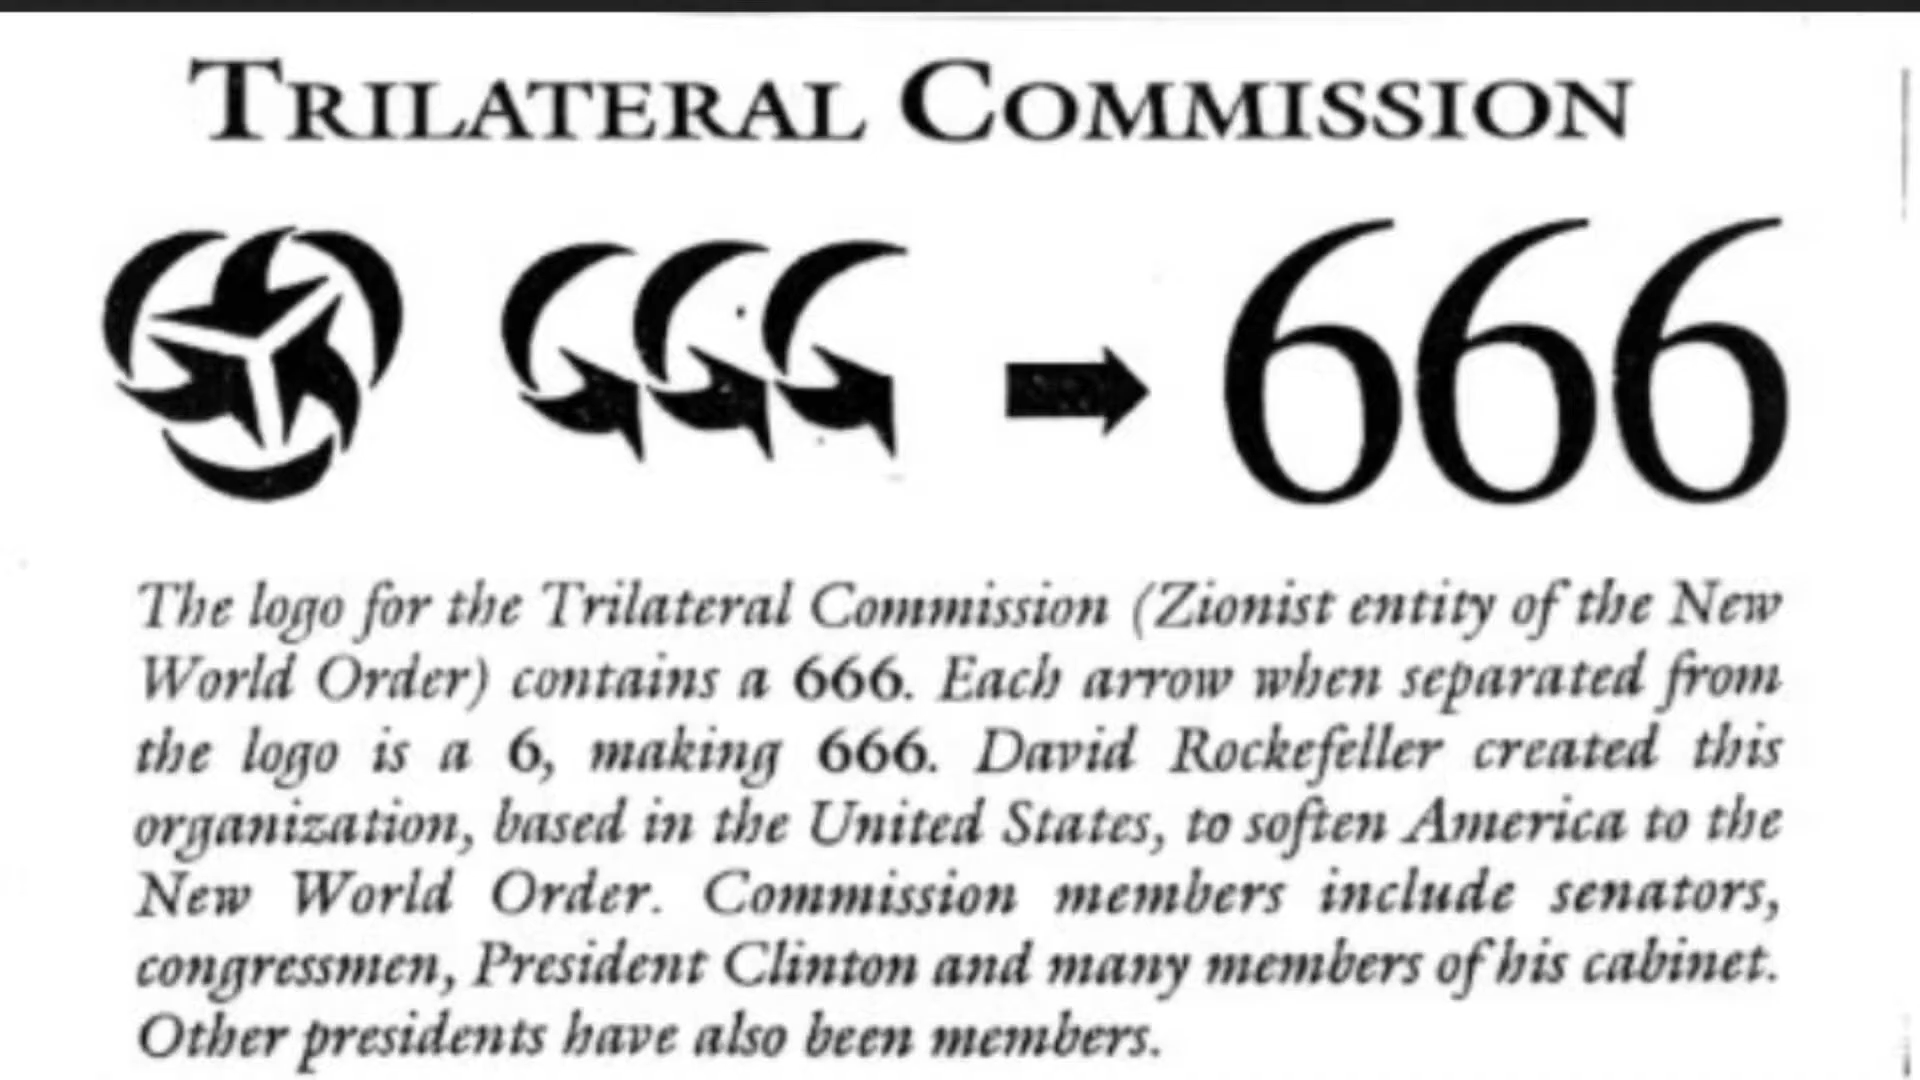 TRILATERAL COMMISSION
666
The logo for the Trilateral Commission (Zionist entity of the New
World Order) contains a 666. Each arrow when separated from
the logo is a 6, making 666. David Rockefeller created this
organization, based in the United States, to soften America to the
New World Order. Commission members include senators,
congressmen, President Clinton and many members of his cabinet.
Other presidents have also been members.